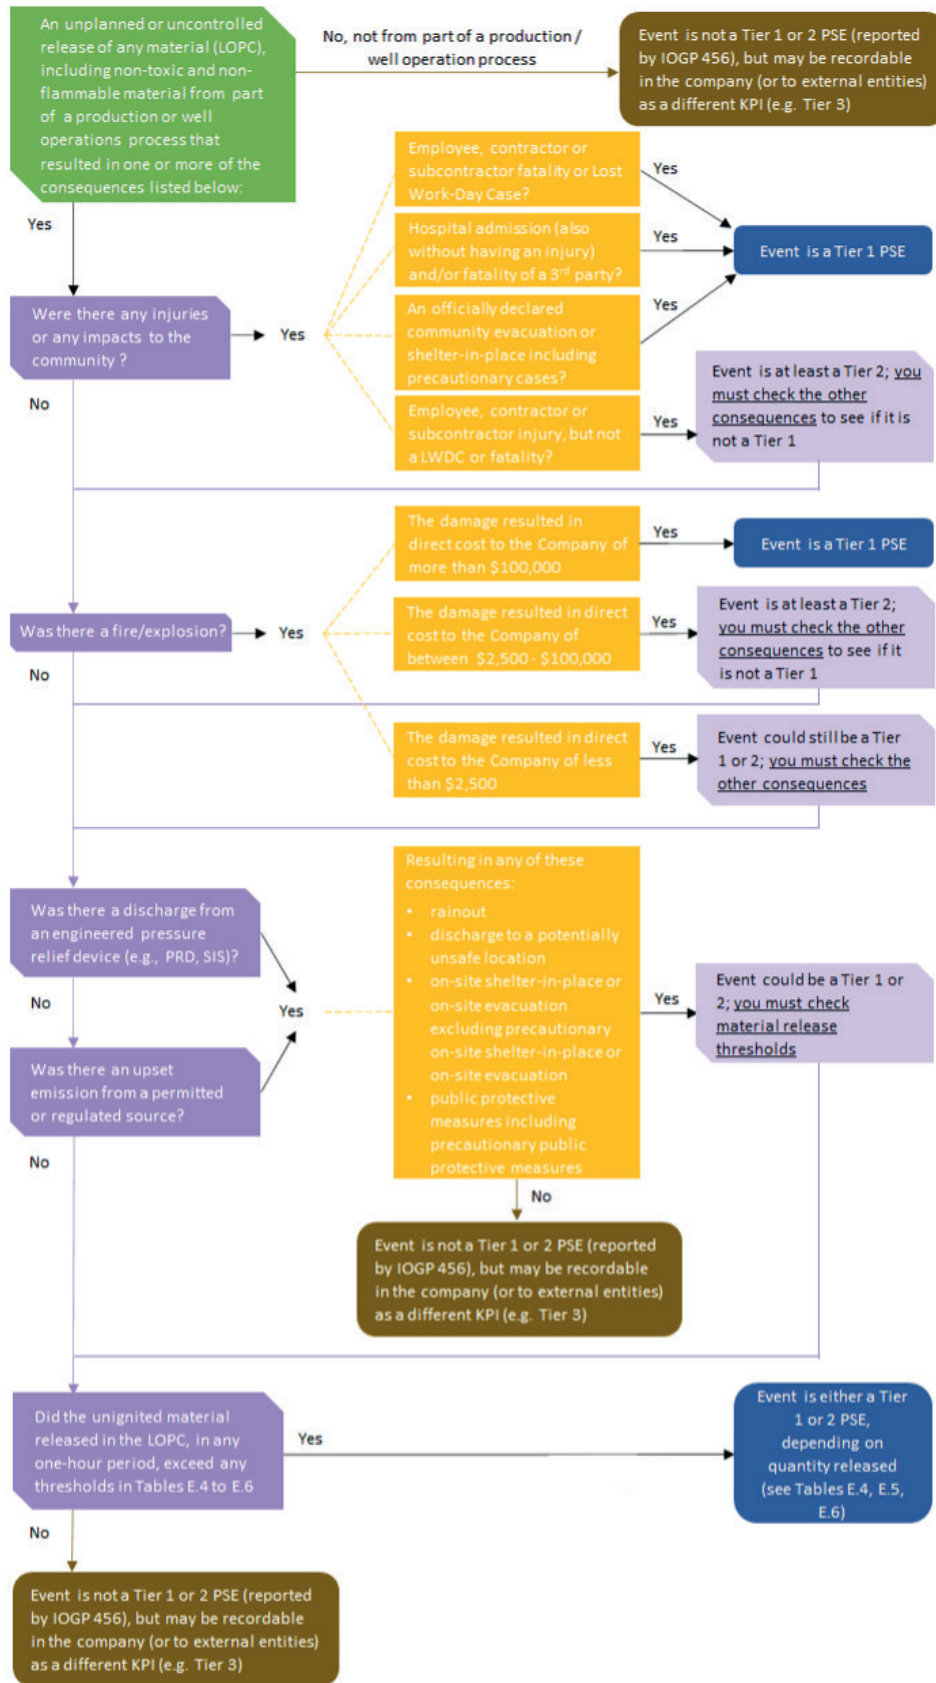 An unplanned or uncontrolled
release of any material (LOPC),
including non-toxic and non-
flammable material from part
of a production or well
operations process that
resulted in one or more of the
consequences listed below:
No, not from part of a production /
well operation process
Event is not a Tier 1 or 2 PSE (reported
by IOGP 456), but may be recordable
in the company (or to external entities)
as a different KPI (e.g. Tier 3)
Yes
Employee, contractor or
subcontractor fatality or Lost
Work-Day Case?
Yes
Hospital admission (also
without having an injury)
and/or fatality of a 3rd party?
Yes
Event is a Tier 1 PSE
Were there any injuries
or any impacts to the
community ?
Yes
An officially declared
community evacuation or
shelter-in-place including
precautionary cases?
Yes
No
Employee, contractor or
subcontractor injury, but not
a LWDC or fatality?
Yes
Event is at least a Tier 2; you
must check the other
consequences to see if it is
not a Tier 1
The damage resulted in
direct cost to the Company of
more than $100,000
Yes
Event is a Tier 1 PSE
Was there a fire/explosion?
Yes
The damage resulted in direct
cost to the Company of
between $2,500 - $100,000
Yes
Event is at least a Tier 2;
you must check the other
consequences to see if it
is not a Tier 1
No
The damage resulted in direct
cost to the Company of less
than $2,500
Yes
Event could still be a Tier
1 or 2; you must check the
other consequences
Was there a discharge from
an engineered pressure
relief device (e.g., PRD, SIS)?
No
Yes
Was there an upset
emission from a permitted
or regulated source?
No
Resulting in any of these
consequences:
• rainout
• discharge to a potentially
unsafe location
• on-site shelter-in-place or
on-site evacuation
excluding precautionary
on-site shelter-in-place or
on-site evacuation
• public protective
measures including
precautionary public
protective measures
Yes
Event could be a Tier 1 or
2; you must check
material release
thresholds
No
Event is not a Tier 1 or 2 PSE (reported
by IOGP 456), but may be recordable
in the company (or to external entities)
as a different KPI (e.g. Tier 3)
Did the unignited material
released in the LOPC, in any
one-hour period, exceed any
thresholds in Tables E.4 to E.6
Yes
Event is either a Tier
1 or 2 PSE,
depending on
quantity released
(see Tables E.4, E.5,
E.6)
No
Event is not a Tier 1 or 2 PSE (reported
by IOGP 456), but may be recordable
in the company (or to external entities)
as a different KPI (e.g. Tier 3)